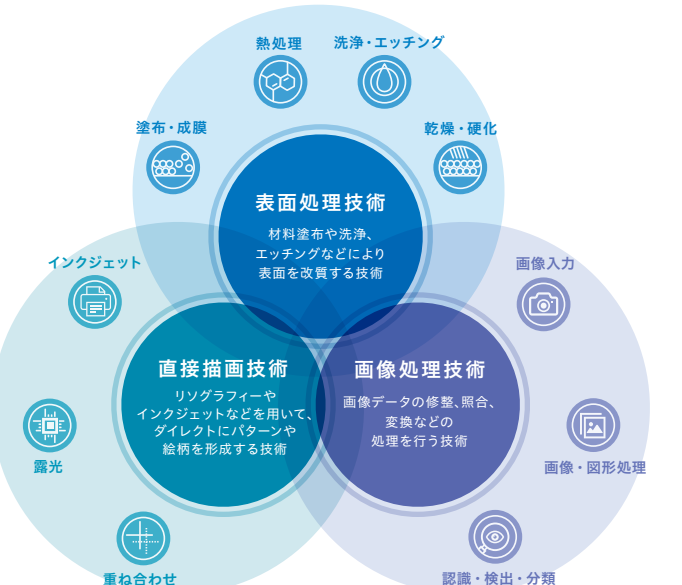 熱処理
洗浄・エッチング
塗布・成膜
乾燥・硬化
表面処理技術
材料塗布や洗浄、
エッチングなどにより
表面を改質する技術
インクジェット
画像入力
直接描画技術
リソグラフィーや
インクジェットなどを用いて、
ダイレクトにパターンや
絵柄を形成する技術
画像処理技術
画像データの修整、照合、
変換などの
処理を行う技術
露光
画像・図形処理
重ね合わせ
認識・検出・分類